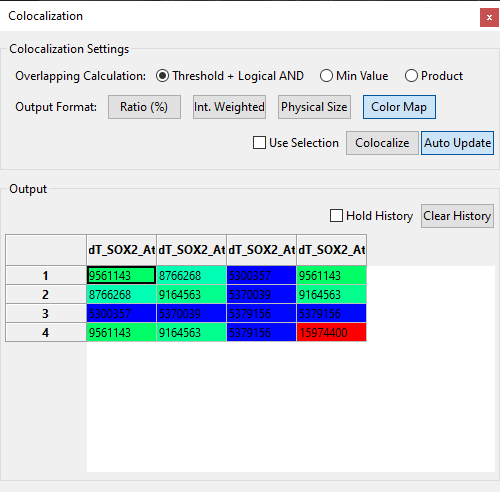 Colocalization
x
Colocalization Settings
Overlapping Calculation: Threshold + Logical AND Min Value Product
Output Format: Ratio (%) Int. Weighted Physical Size Color Map
Use Selection Colocalize Auto Update
Output
Hold History Clear History
dT_SOX2_At dT_SOX2_At dT_SOX2_At dT_SOX2_At
1 9561143 8766268 5300357 9561143
2 8766268 9164563 5370039 9164563
3 5300357 5370039 5379156 5379156
4 9561143 9164563 5379156 15974400